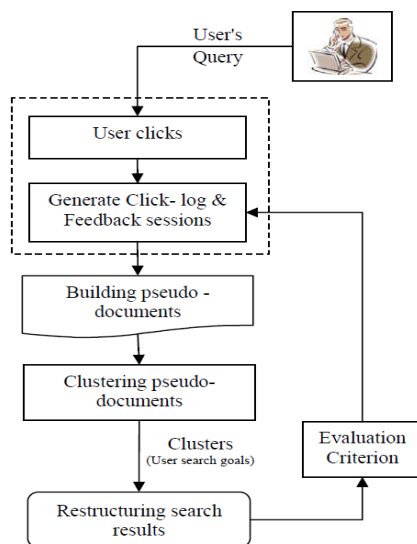 User's
Query
User clicks
Generate Click- log &
Feedback sessions
Building pseudo -
documents
Clustering pseudo-
documents
Clusters
(User search goals)
Evaluation
Criterion
Restructuring search
results